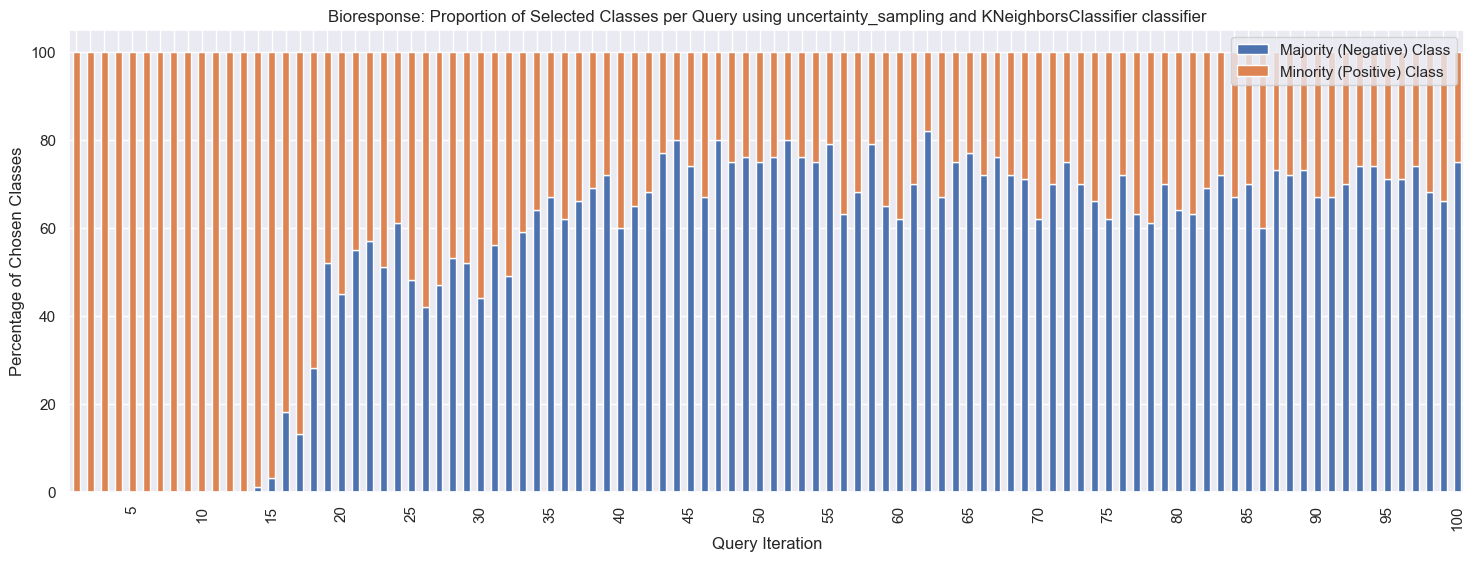 Bioresponse: Proportion of Selected Classes per Query using uncertainty_sampling and KNeighborsClassifier classifier
Majority (Negative) Class
Minority (Positive) Class
Percentage of Chosen Classes
100
80
60
40
20
0
5 10 15 20 25 30 35 40 45 50 55 60 65 70 75 80 85 90 95 100
Query Iteration